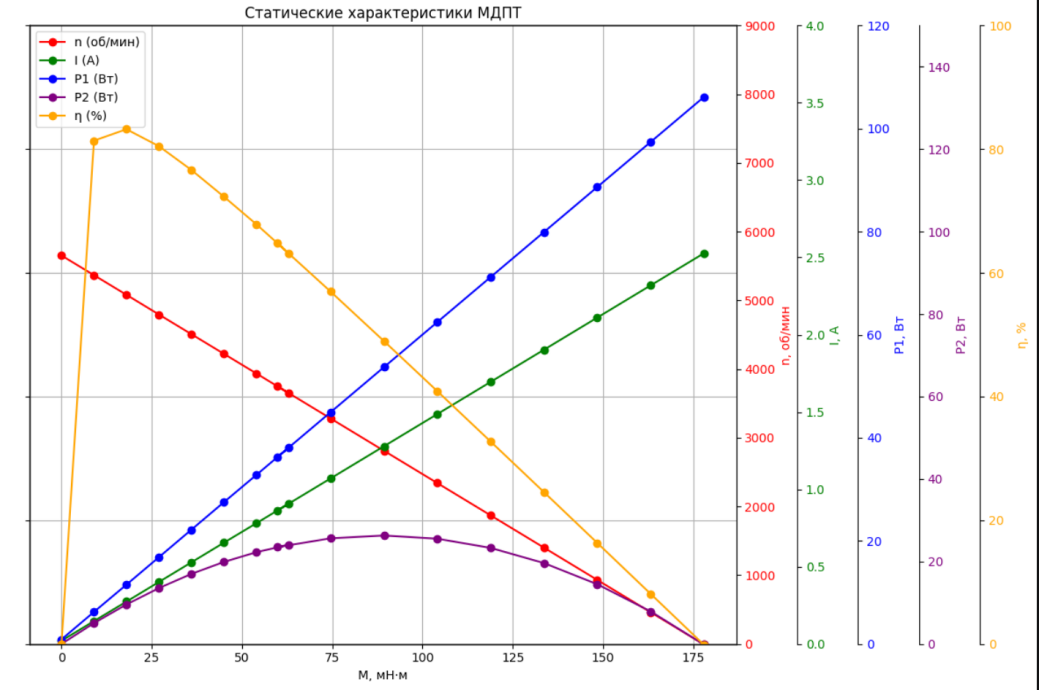 Статические характеристики МДПТ
n (об/мин)
I (А)
P1 (Вт)
P2 (Вт)
η (%)
9000 4.0 120 100
140
8000 3.5 100
7000 120 80
3.0
6000 80 100
2.5 60
5000 80
2.0 60
4000
1.5 60 40
3000 40
1.0 40
2000 20
20
1000 0.5 20
0 0.0 0 0 0
n, об/мин
I, А
P1, Вт
P2, Вт
η, %
0 25 50 75 100 125 150 175
М, мН·м